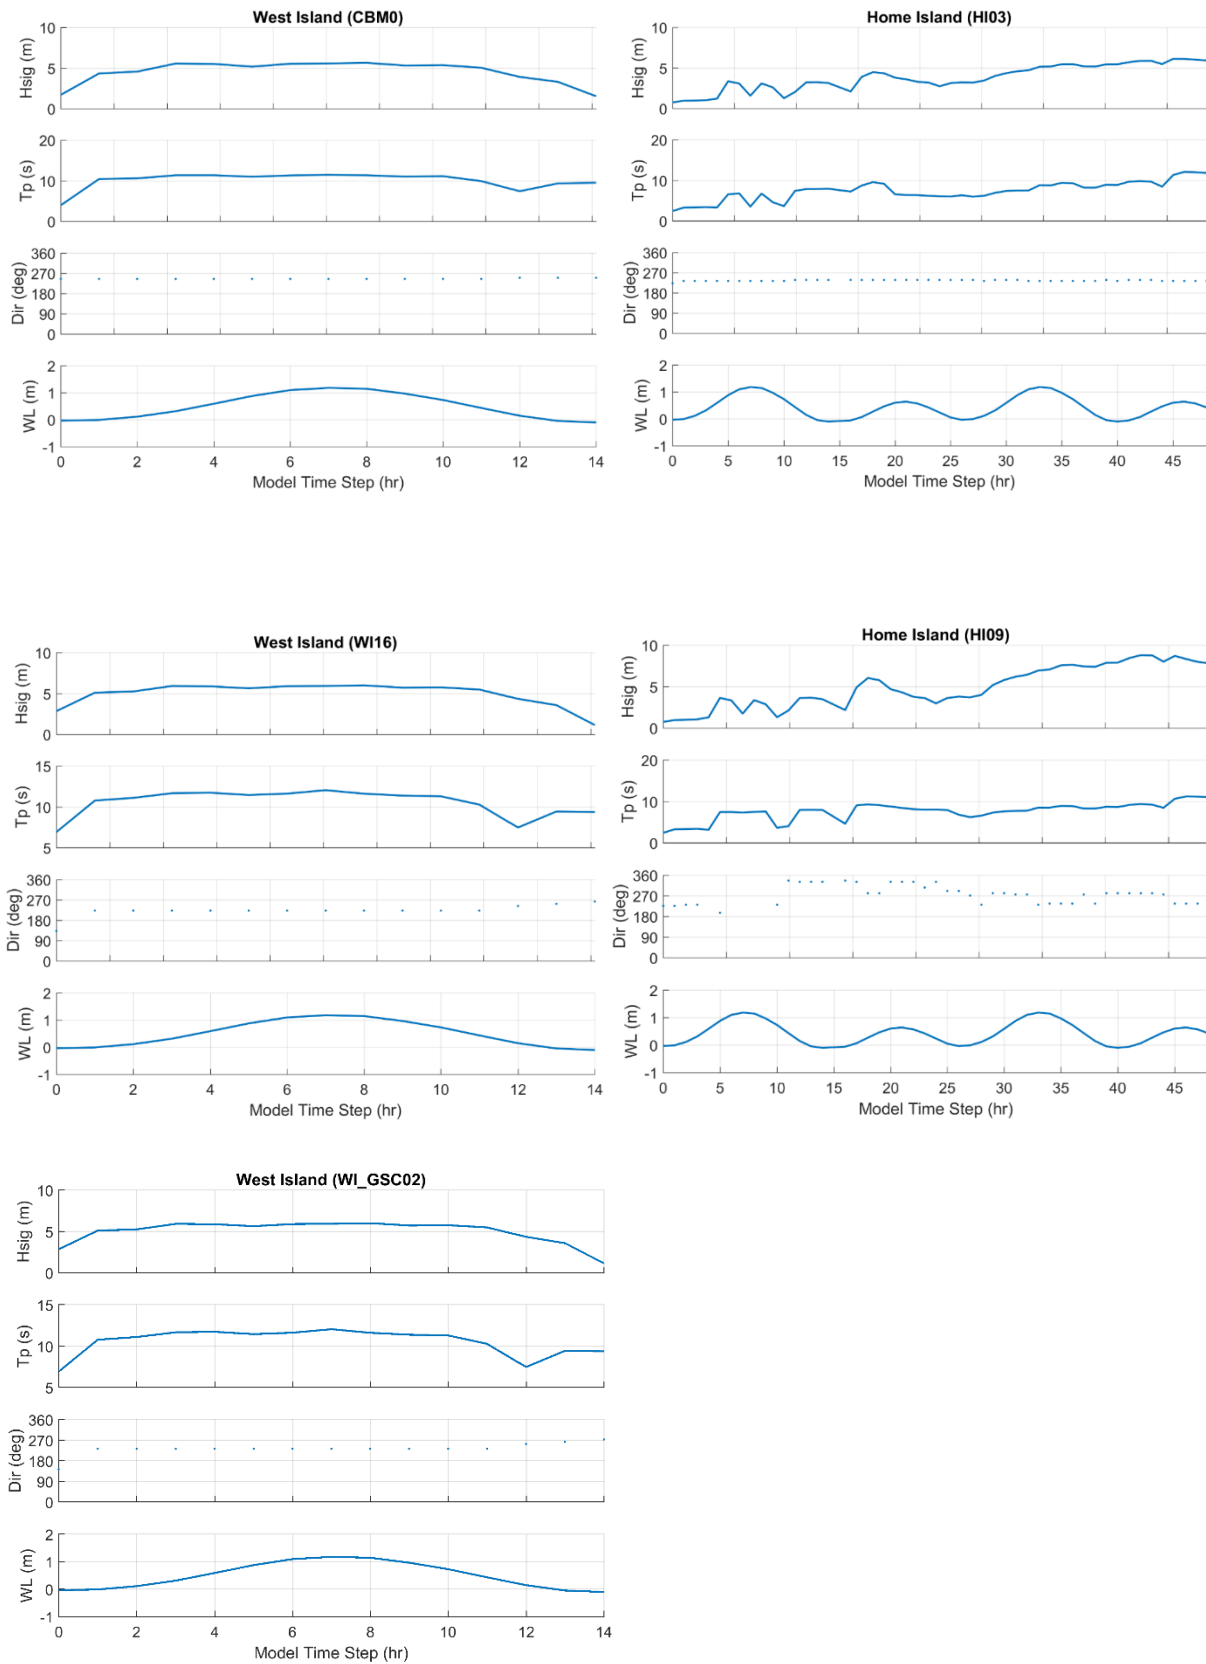 West Island (CBM0)
10
5
0
Hsig (m)
20
10
0
Tp (s)
360
270
180
90
0
Dir (deg)
2
1
0
-1
WL (m)
0 2 4 6 8 10 12 14
Model Time Step (hr)
Home Island (HI03)
10
5
0
Hsig (m)
20
10
0
Tp (s)
360
270
180
90
0
Dir (deg)
2
1
0
-1
WL (m)
0 5 10 15 20 25 30 35 40 45
Model Time Step (hr)
West Island (WI16)
10
5
0
Hsig (m)
15
10
5
Tp (s)
360
270
180
90
0
Dir (deg)
2
1
0
-1
WL (m)
0 2 4 6 8 10 12 14
Model Time Step (hr)
Home Island (HI09)
10
5
0
Hsig (m)
20
10
0
Tp (s)
360
270
180
90
0
Dir (deg)
2
1
0
-1
WL (m)
0 5 10 15 20 25 30 35 40 45
Model Time Step (hr)
West Island (WI_GSC02)
10
5
0
Hsig (m)
15
10
5
Tp (s)
360
270
180
90
0
Dir (deg)
2
1
0
-1
WL (m)
0 2 4 6 8 10 12 14
Model Time Step (hr)